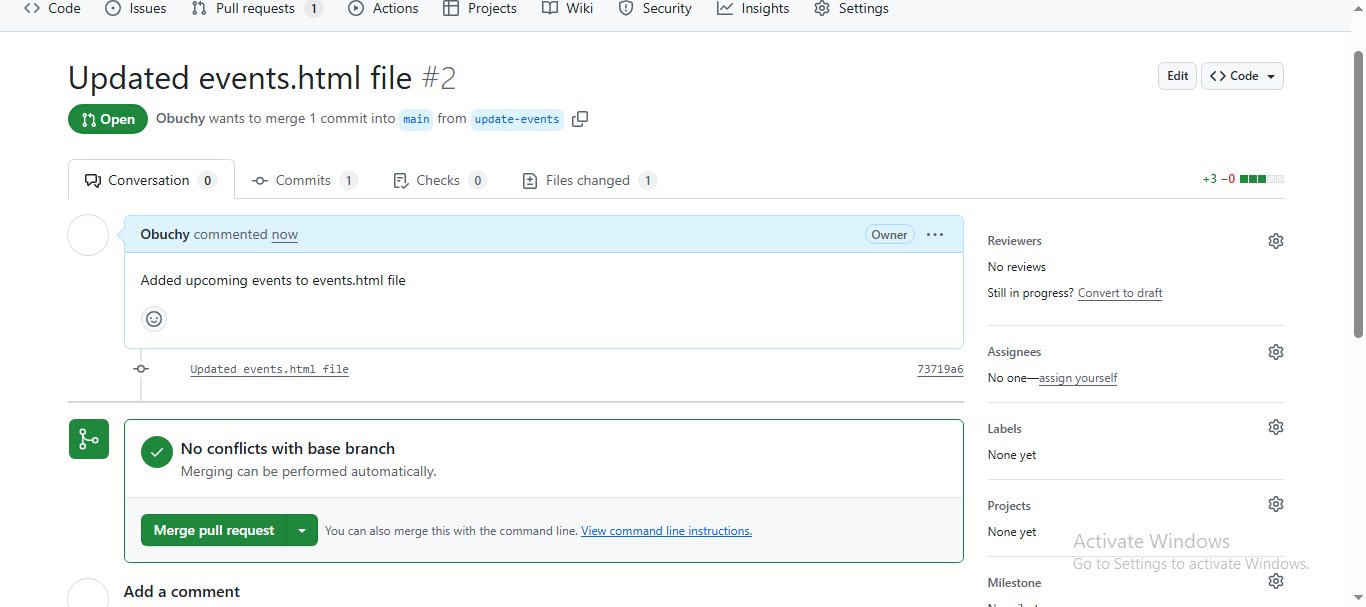 Code Issues Pull requests 1 Actions Projects Wiki Security Insights Settings
Updated events.html file #2
Edit
Code
Open
Obuchy wants to merge 1 commit into main from update-events
Conversation 0
Commits 1
Checks 0
Files changed 1
+3 −0
Obuchy commented now
Owner
Added upcoming events to events.html file
Updated events.html file
73719a6
No conflicts with base branch
Merging can be performed automatically.
Merge pull request
You can also merge this with the command line. View command line instructions.
Add a comment
Reviewers
No reviews
Still in progress? Convert to draft
Assignees
No one—assign yourself
Labels
None yet
Projects
None yet
Milestone
Activate Windows
Go to Settings to activate Windows.